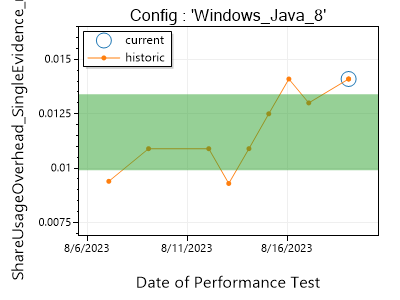 Config : 'Windows_Java_8'
current
historic
ShareUsageOverhead_SingleEvidence_
0.015
0.0125
0.01
0.0075
8/6/2023
8/11/2023
8/16/2023
Date of Performance Test